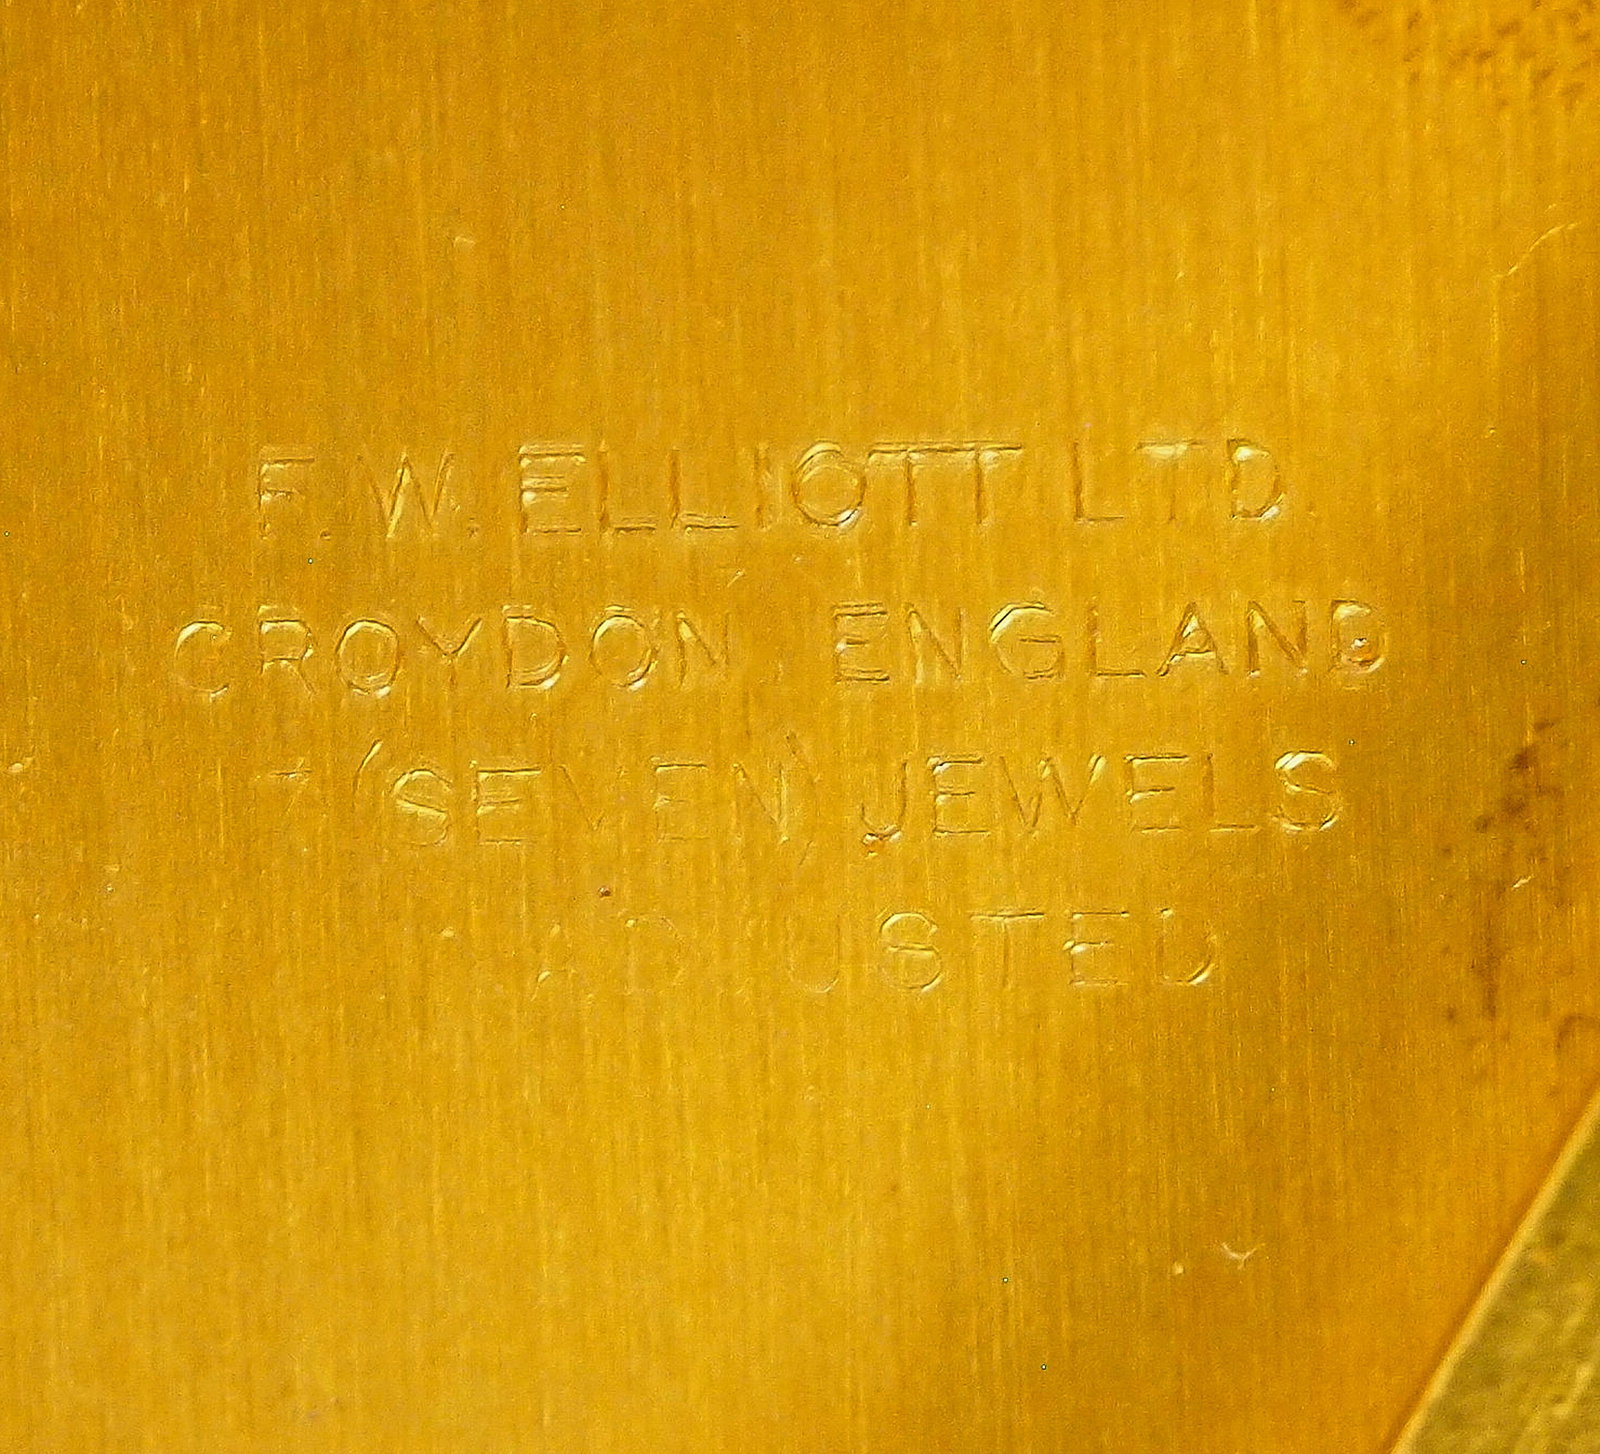 F.W. ELLIOTT LTD.
CROYDON ENGLAND
7 (SEVEN) JEWELS
ADJUSTED